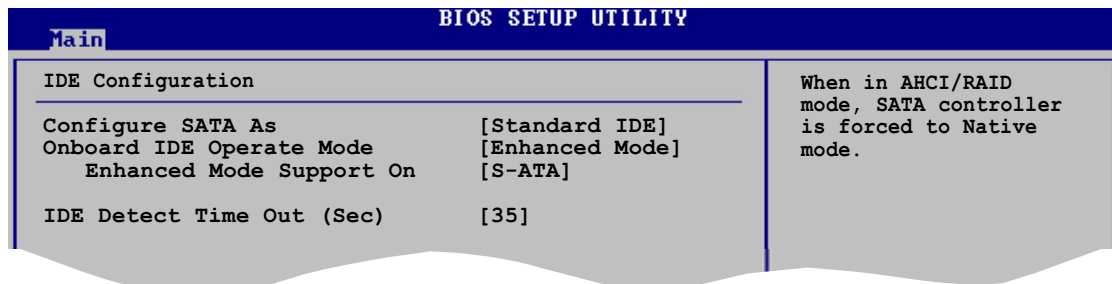 BIOS SETUP UTILITY
Main
IDE Configuration
Configure SATA As [Standard IDE]
Onboard IDE Operate Mode [Enhanced Mode]
Enhanced Mode Support On [S-ATA]
IDE Detect Time Out (Sec) [35]
When in AHCI/RAID
mode, SATA controller
is forced to Native
mode.